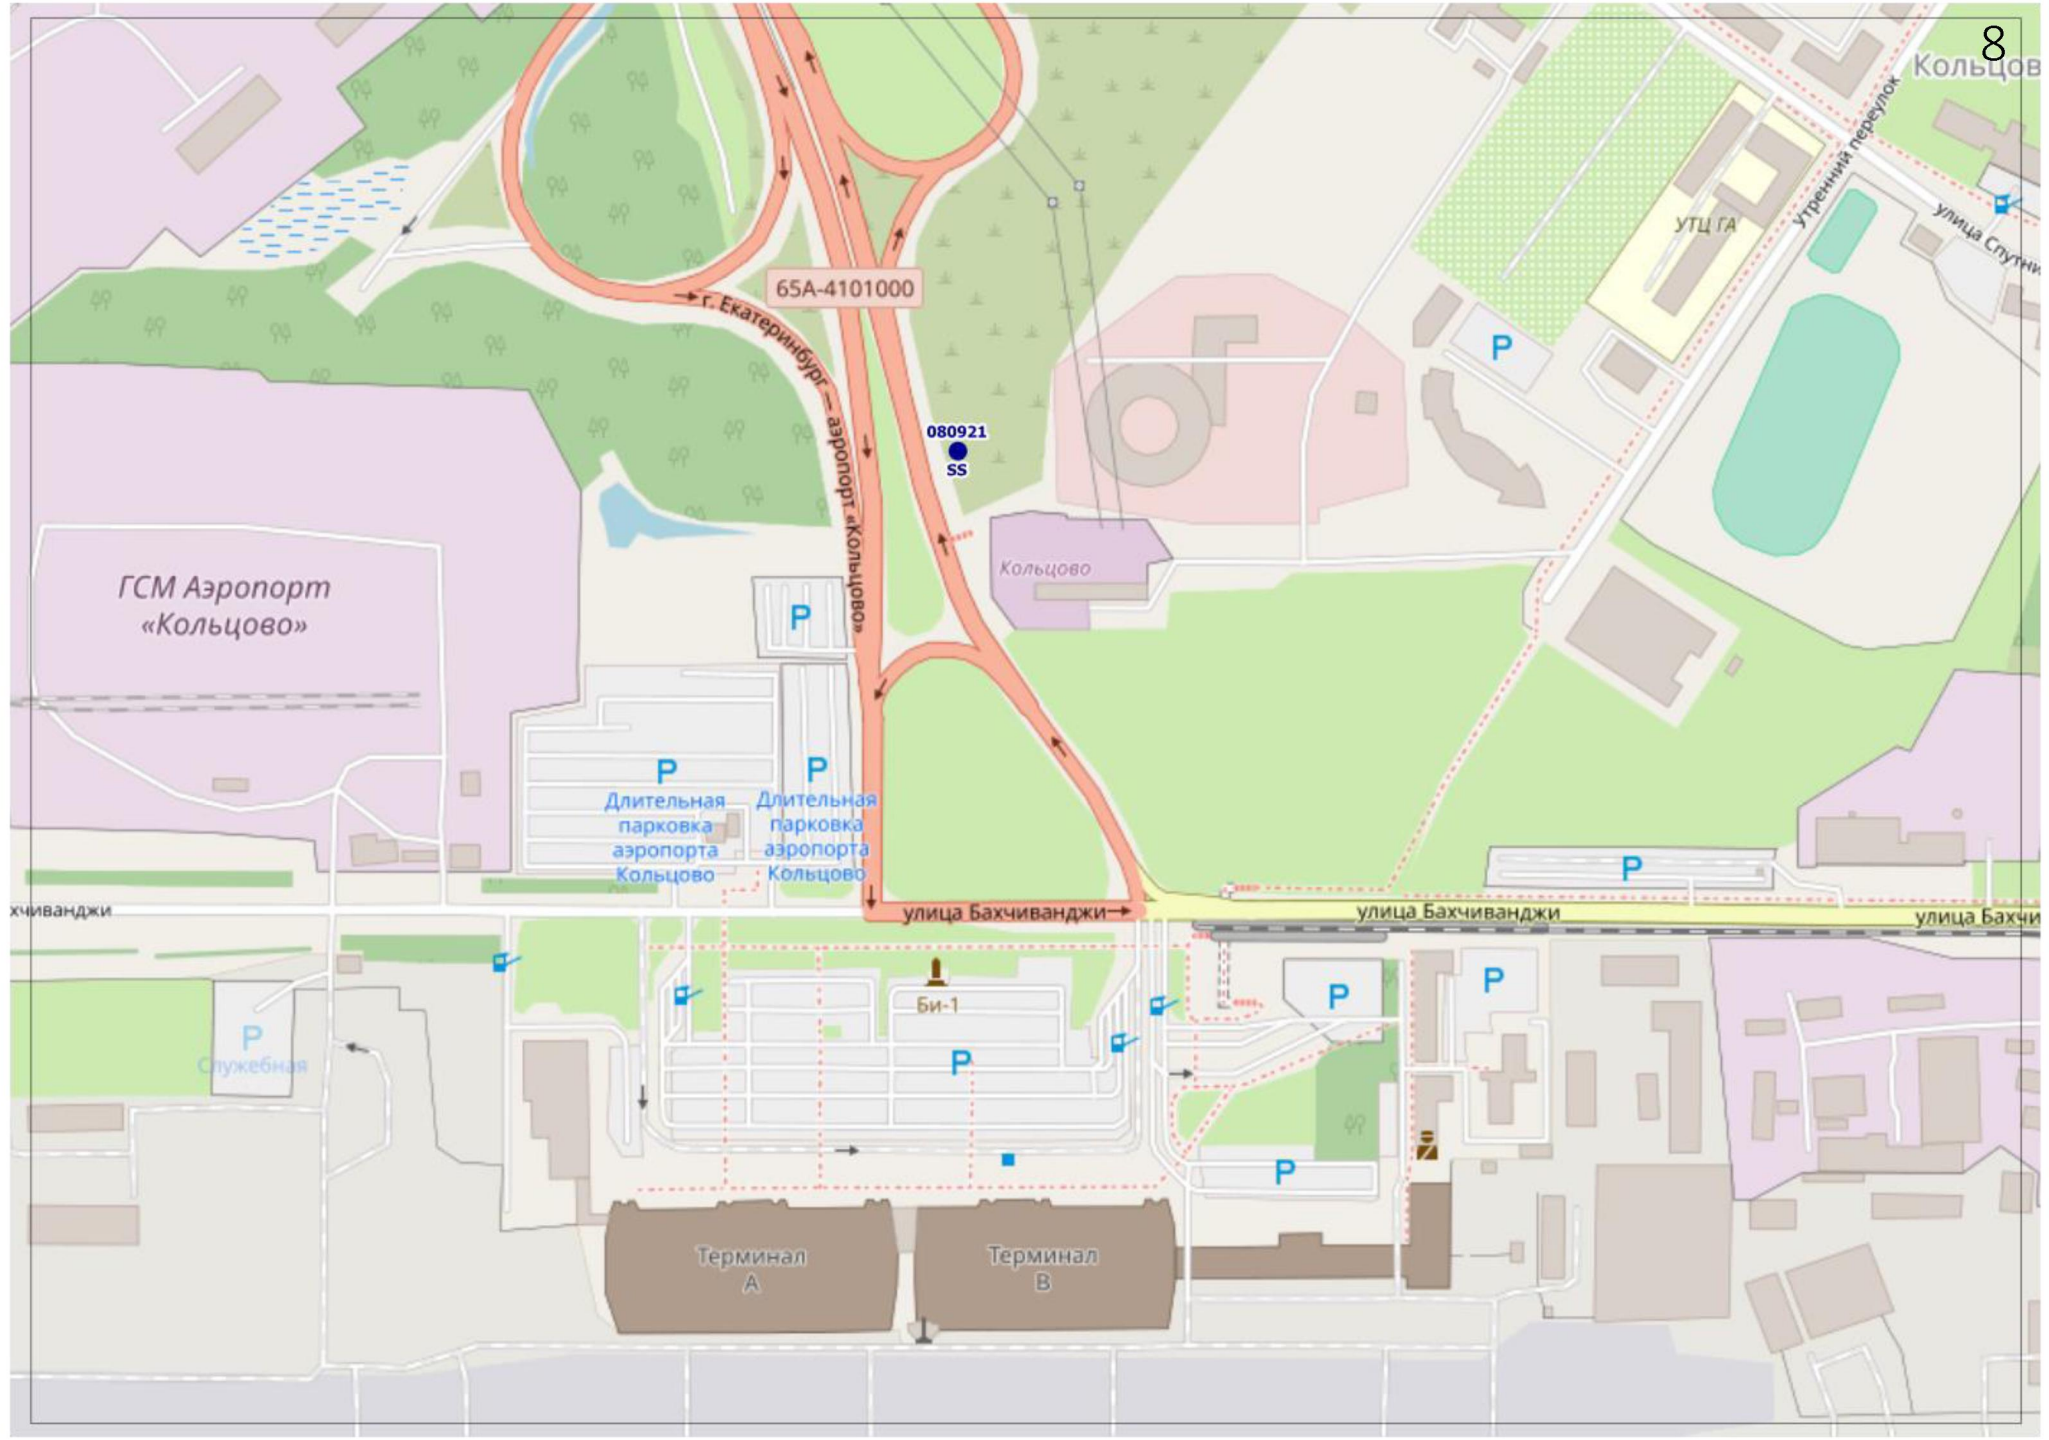 8
Кольцов
Утренний переулок
УТЦ ГА
улица Спутни
65А-4101000
г. Екатеринбург — аэропорт «Кольцово»
P
080921
SS
Кольцово
ГСМ Аэропорт
«Кольцово»
P
P
Длительная
парковка
аэропорта
Кольцово
P
Длительная
парковка
аэропорта
Кольцово
P
хчиванджи
улица Бахчиванджи
улица Бахчиванджи
улица Бахчи
P
P
Би-1
P
Служебная
P
P
Терминал
А
Терминал
В